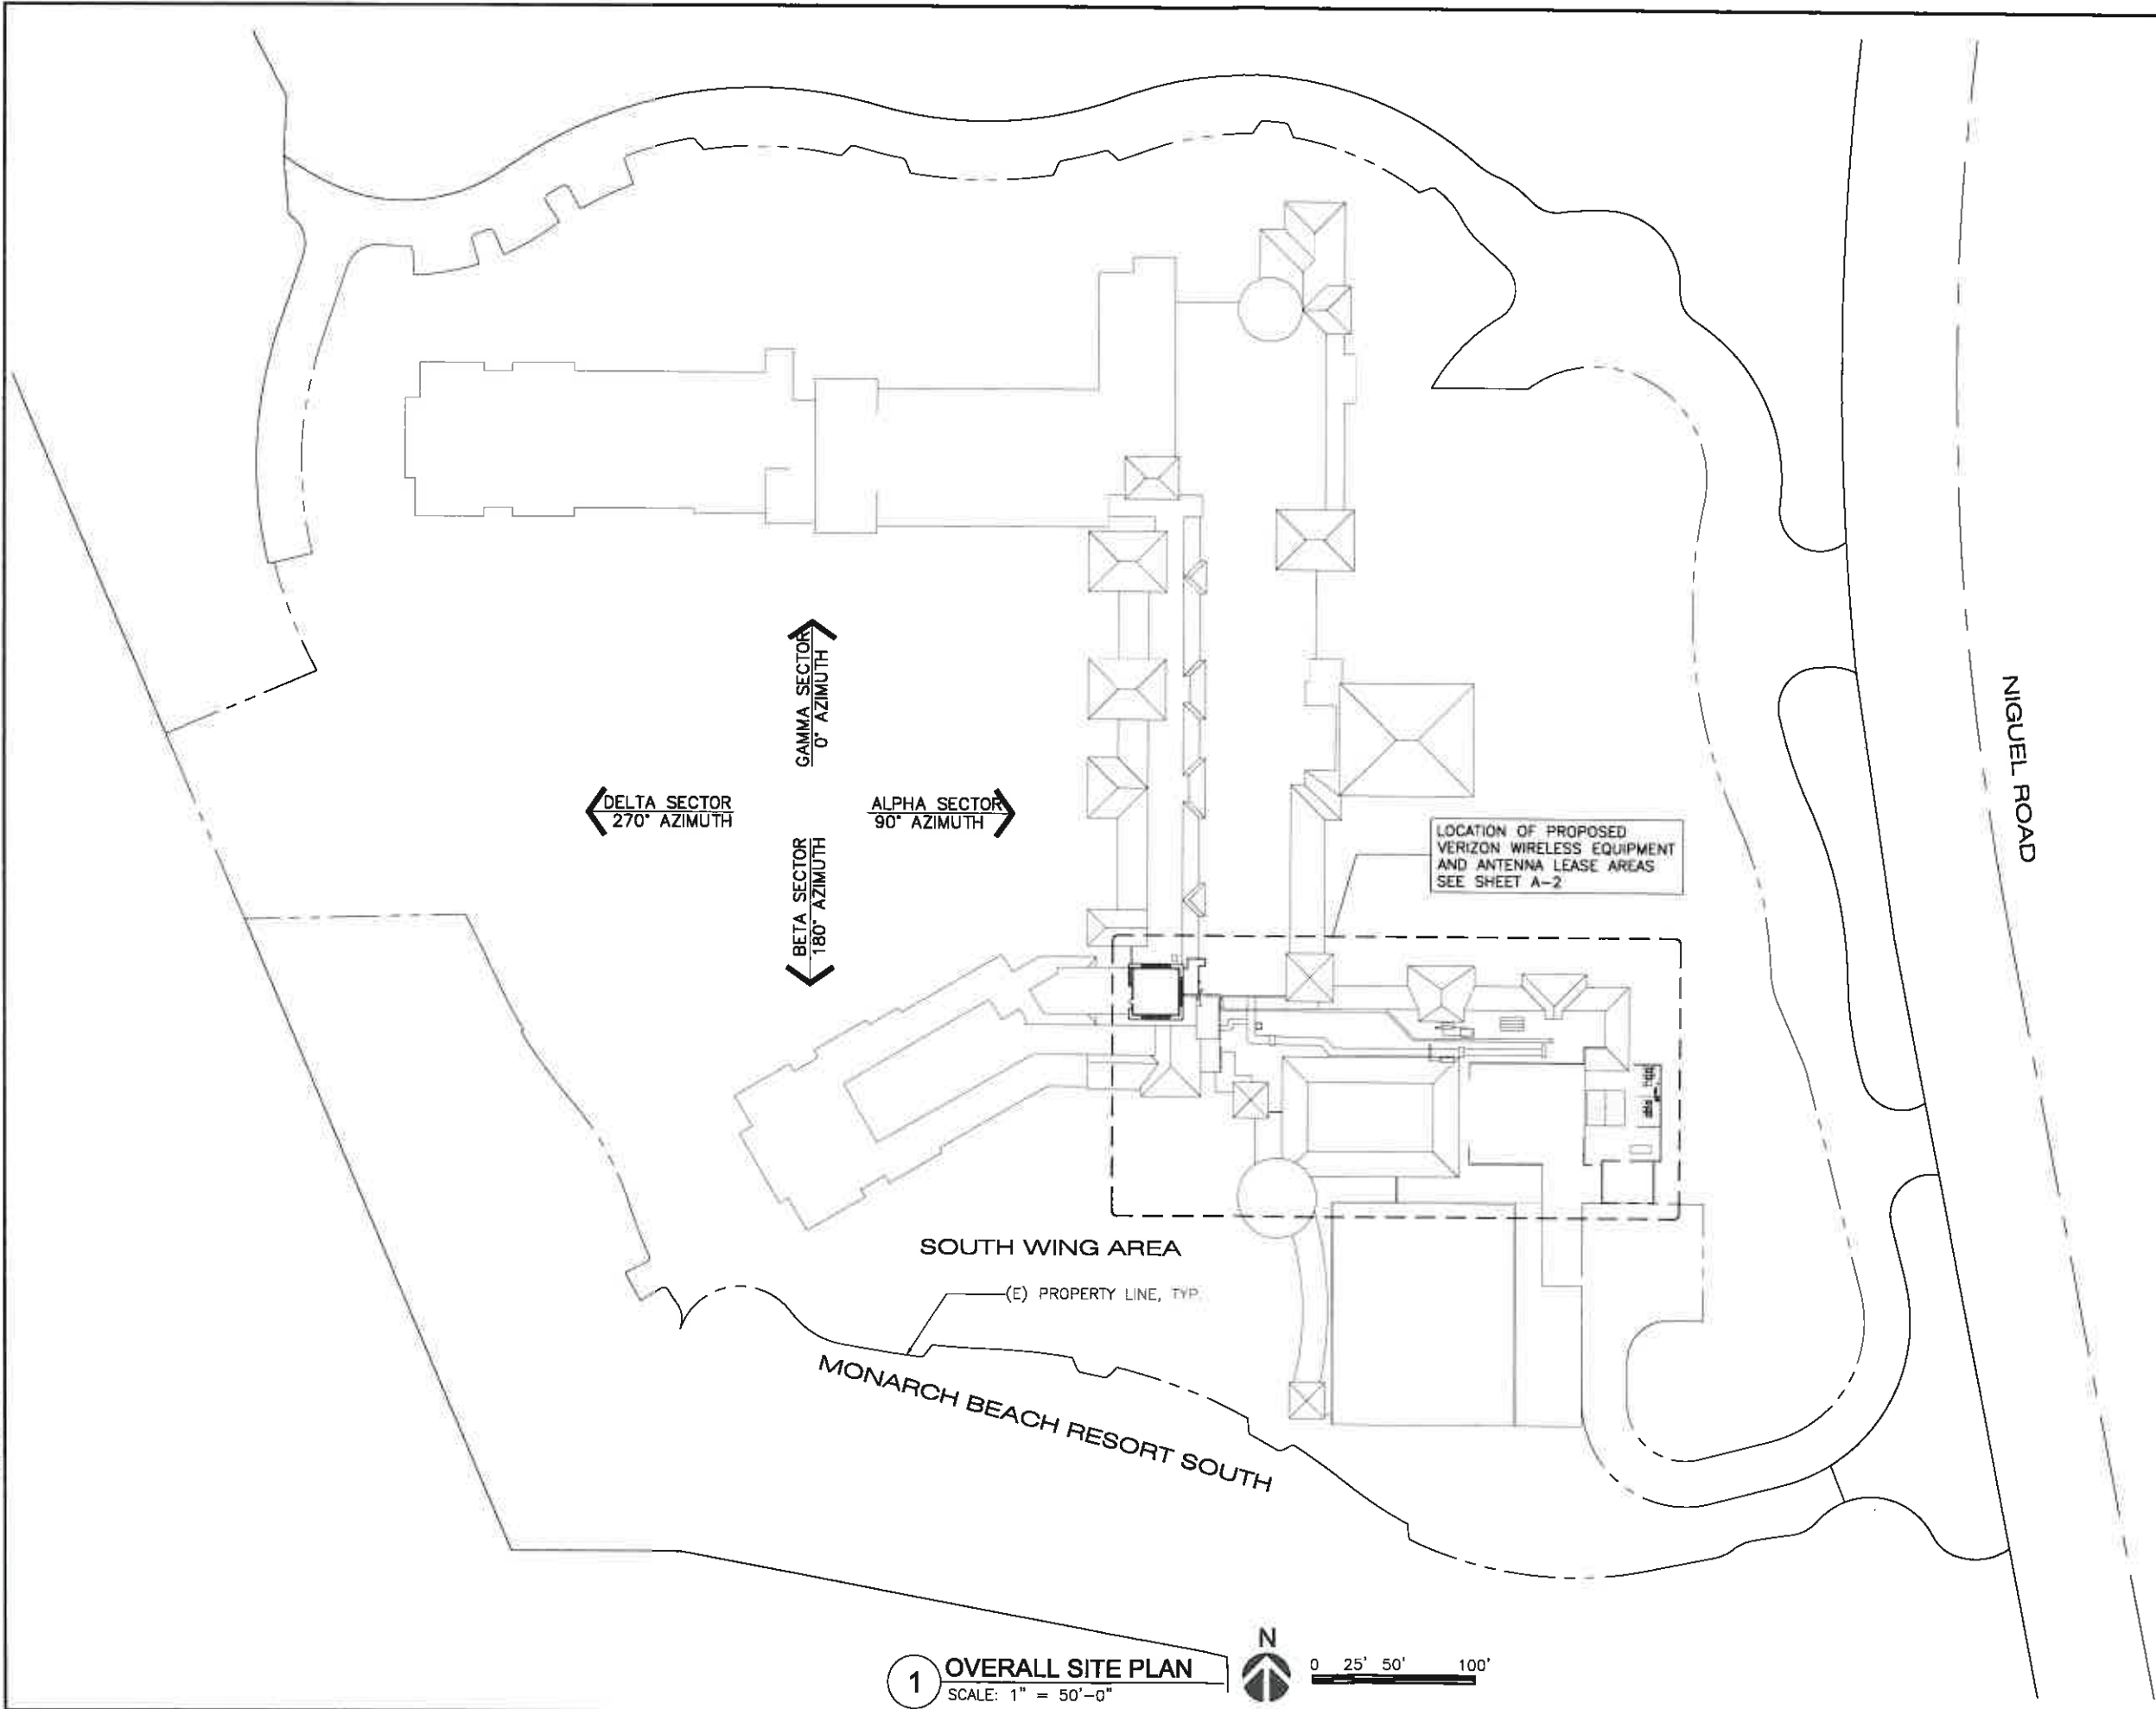 GAMMA SECTOR
0° AZIMUTH
DELTA SECTOR
270° AZIMUTH
ALPHA SECTOR
90° AZIMUTH
BETA SECTOR
180° AZIMUTH
NIGUEL ROAD
LOCATION OF PROPOSED
VERIZON WIRELESS EQUIPMENT
AND ANTENNA LEASE AREAS
SEE SHEET A-2
SOUTH WING AREA
(E) PROPERTY LINE, TYP.
MONARCH BEACH RESORT SOUTH
1 OVERALL SITE PLAN
SCALE: 1" = 50'-0"
N
0 25' 50' 100'